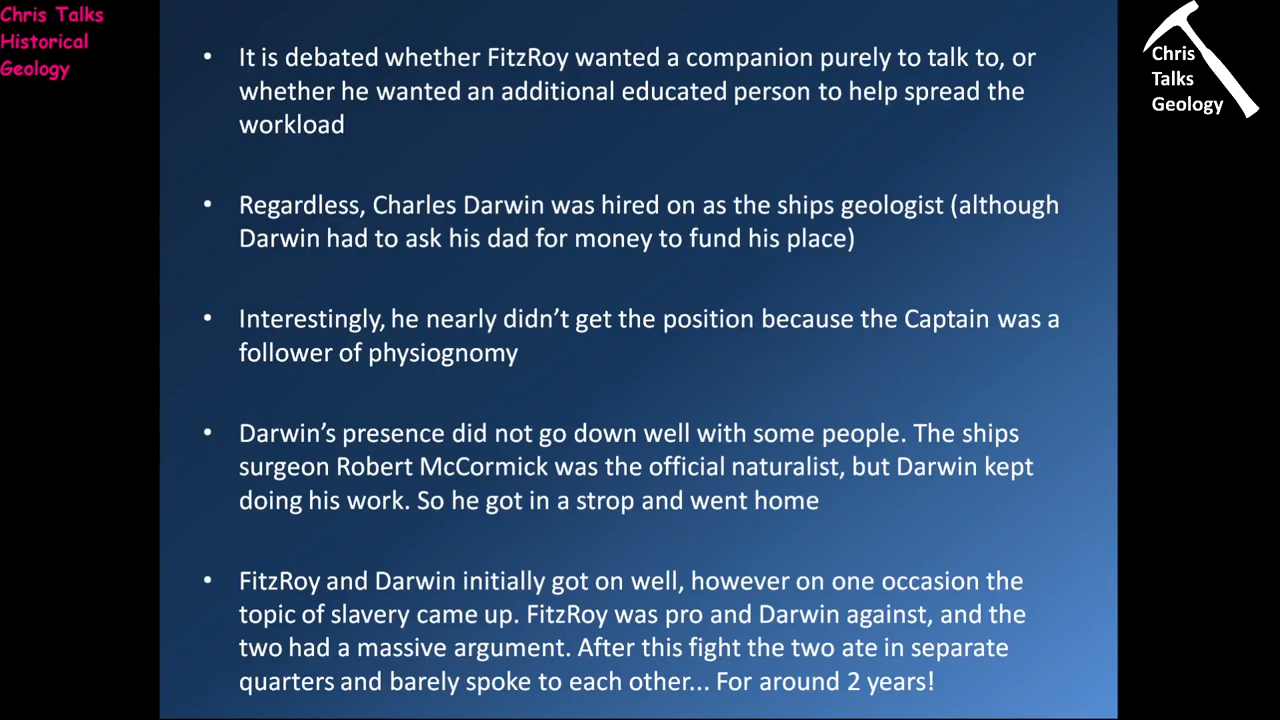 Chris Talks
Historical
Geology
Chris
Talks
Geology
• It is debated whether FitzRoy wanted a companion purely to talk to, or
whether he wanted an additional educated person to help spread the
workload
• Regardless, Charles Darwin was hired on as the ships geologist (although
Darwin had to ask his dad for money to fund his place)
• Interestingly, he nearly didn’t get the position because the Captain was a
follower of physiognomy
• Darwin’s presence did not go down well with some people. The ships
surgeon Robert McCormick was the official naturalist, but Darwin kept
doing his work. So he got in a strop and went home
• FitzRoy and Darwin initially got on well, however on one occasion the
topic of slavery came up. FitzRoy was pro and Darwin against, and the
two had a massive argument. After this fight the two ate in separate
quarters and barely spoke to each other... For around 2 years!